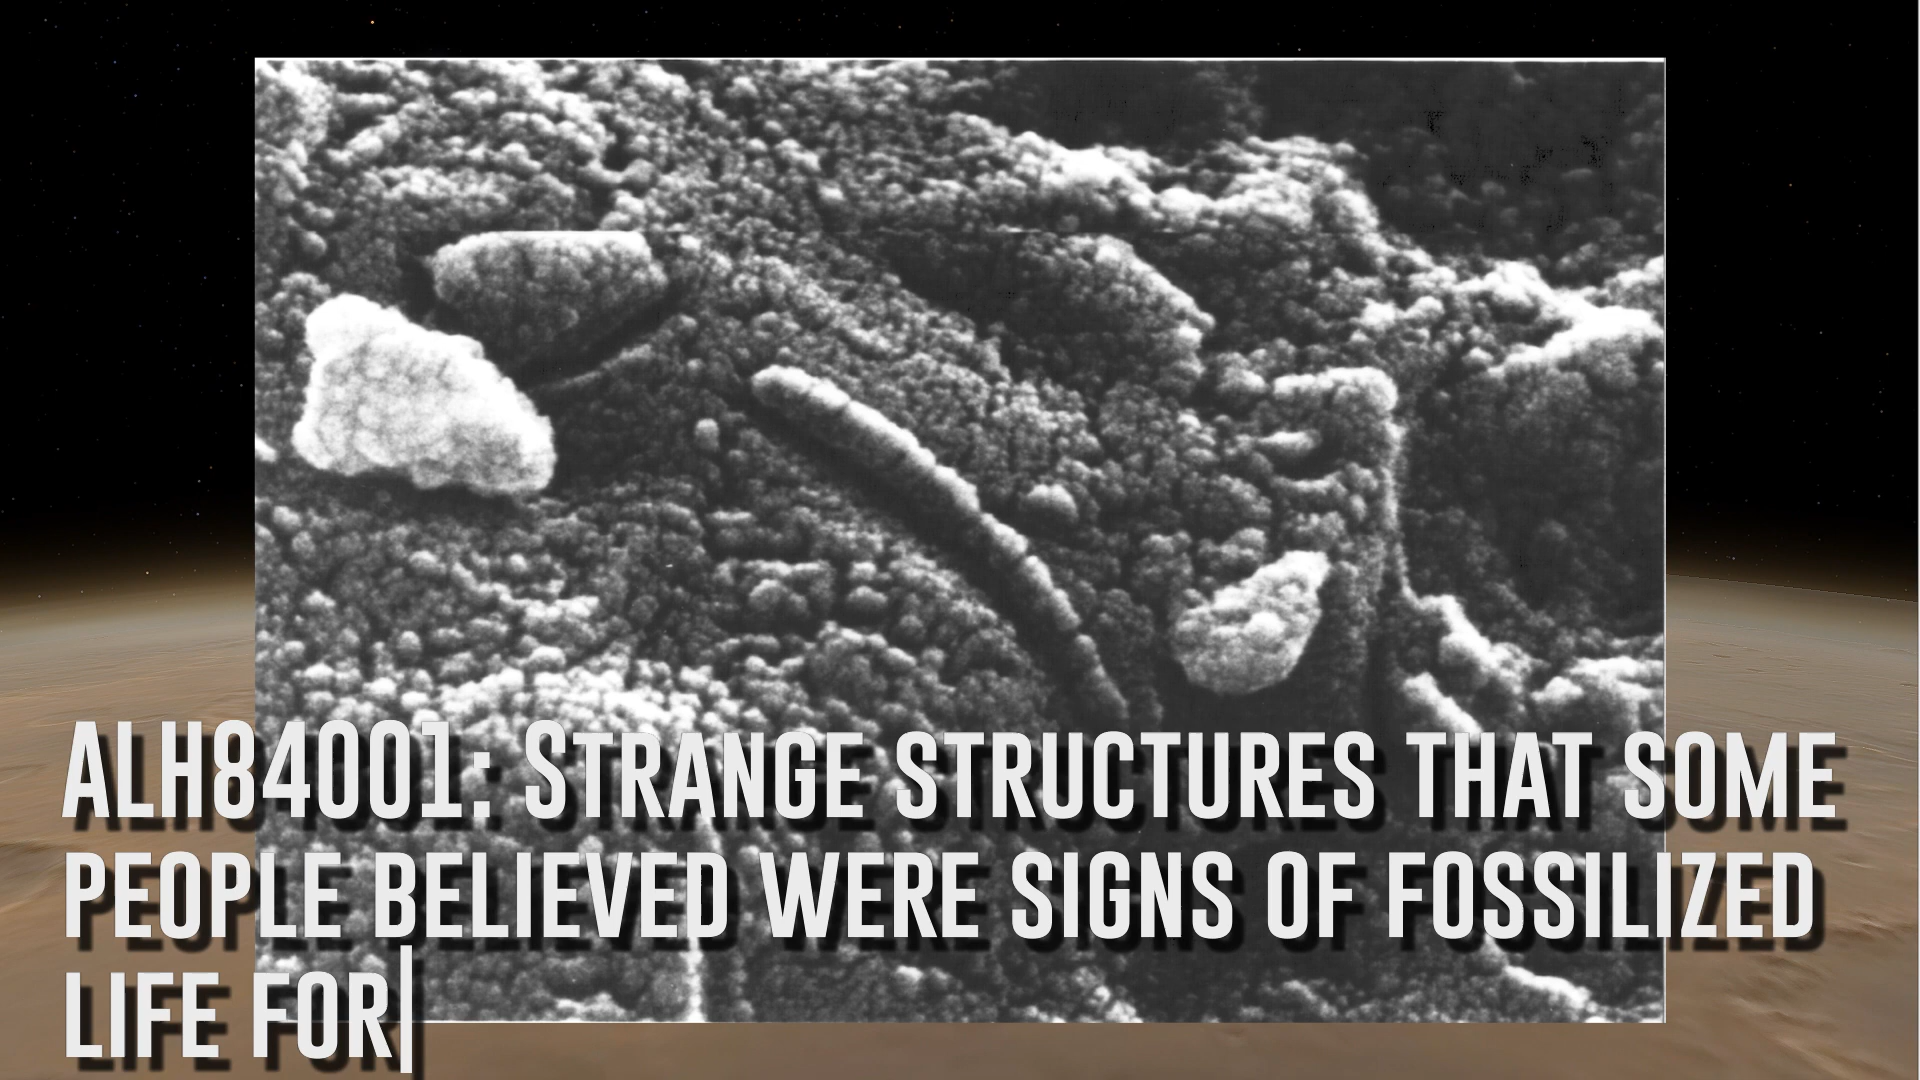 ALH84001: STRANGE STRUCTURES THAT SOME
PEOPLE BELIEVED WERE SIGNS OF FOSSILIZED
LIFE FOR